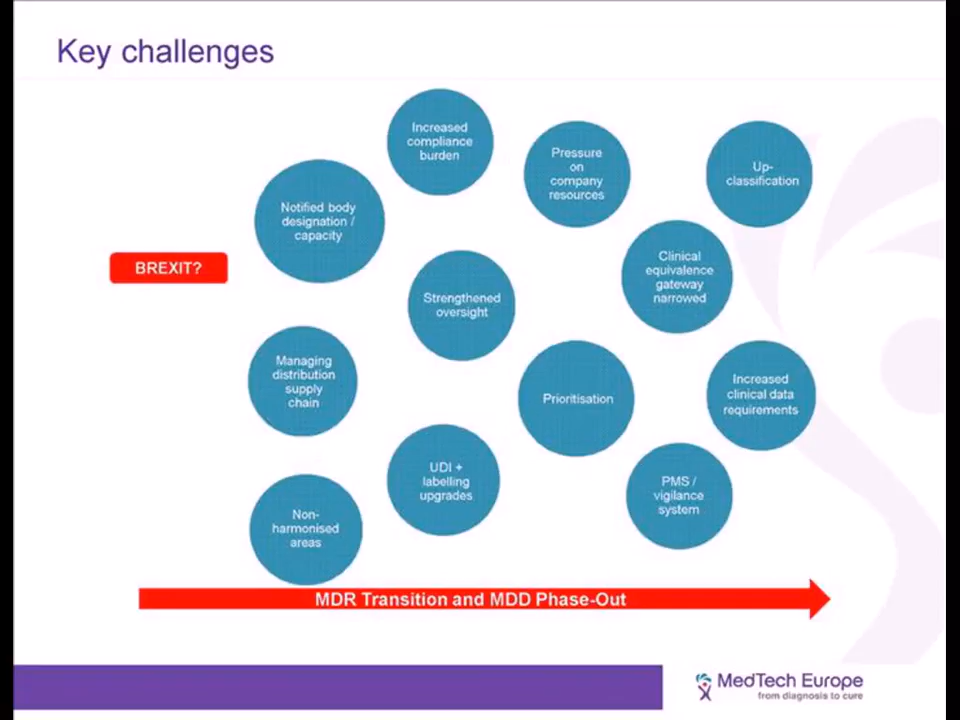 Key challenges
Increased
compliance
burden
Pressure
on
company
resources
Up-
classification
Notified body
designation /
capacity
BREXIT?
Clinical
equivalence
gateway
narrowed
Strengthened
oversight
Managing
distribution
supply
chain
Prioritisation
Increased
clinical data
requirements
UDI +
labelling
upgrades
PMS /
vigilance
system
Non-
harmonised
areas
MDR Transition and MDD Phase-Out
MedTech Europe
from diagnosis to cure